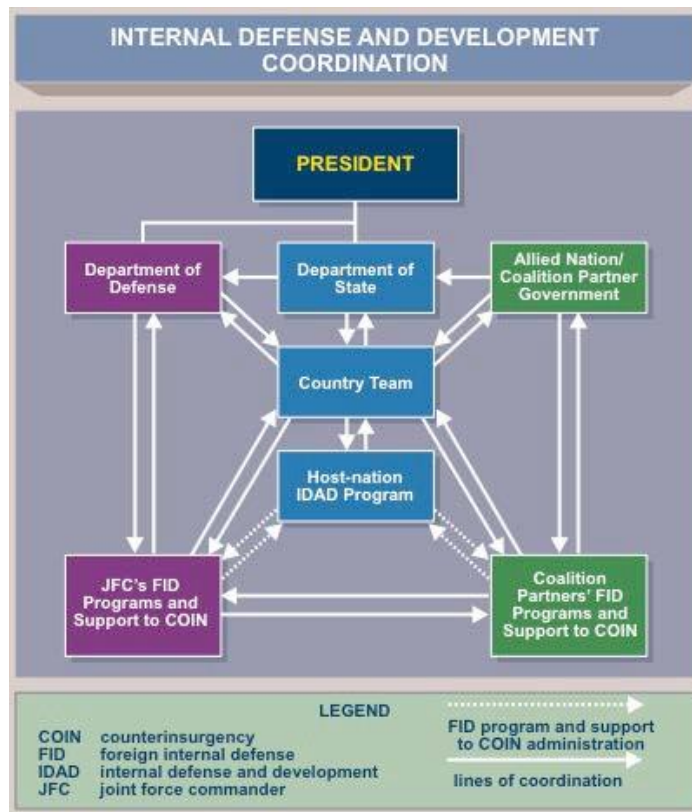 INTERNAL DEFENSE AND DEVELOPMENT
COORDINATION
PRESIDENT
Department of
Defense
Department of
State
Allied Nation/
Coalition Partner
Government
Country Team
Host-nation
IDAD Program
JFC's FID
Programs and
Support to COIN
Coalition
Partners' FID
Programs and
Support to COIN
LEGEND
COIN counterinsurgency
FID foreign internal defense
IDAD internal defense and development
JFC joint force commander
FID program and support
to COIN administration
lines of coordination